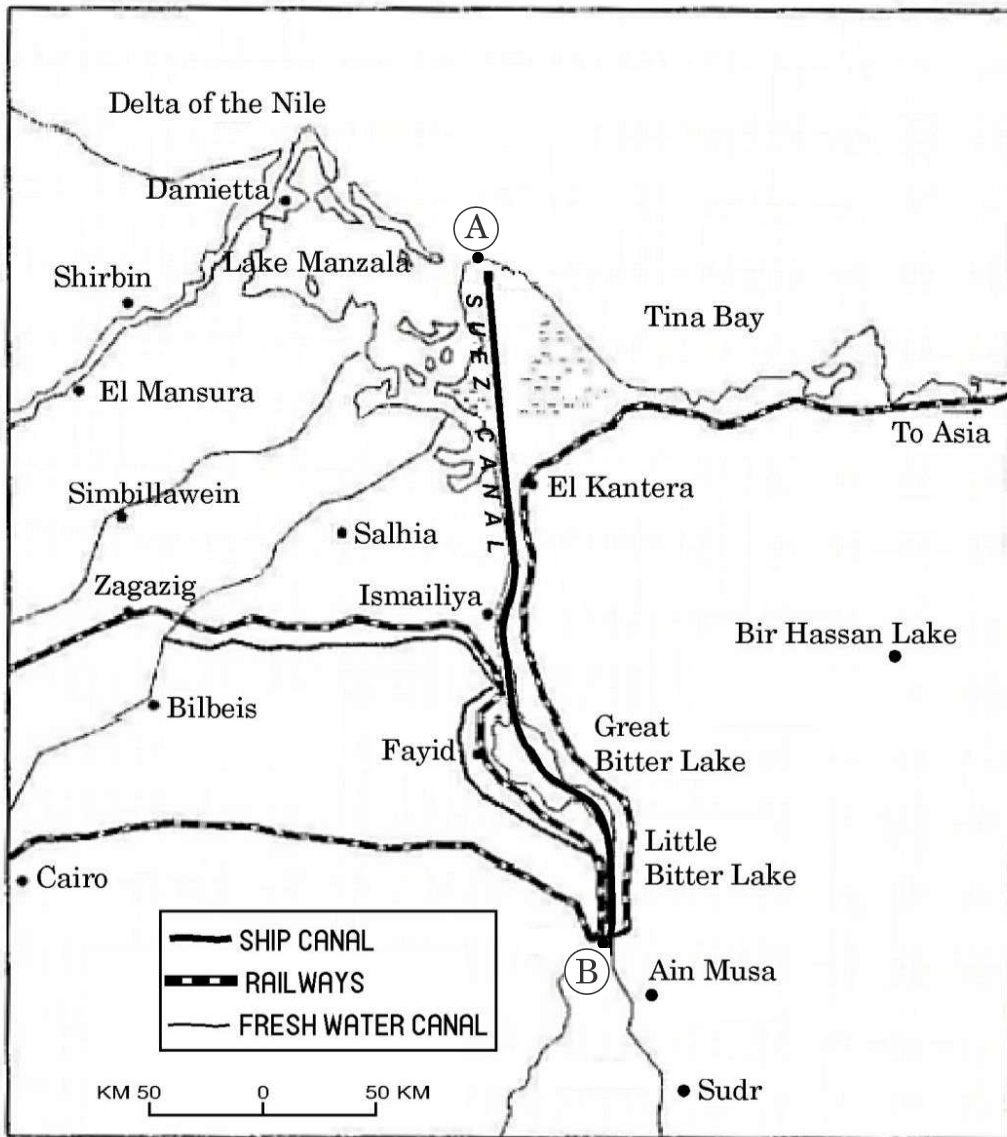 Delta of the Nile
Damietta
A
Lake Manzala
Shirbin
Tina Bay
SUEZ CANAL
El Mansura
To Asia
El Kantera
Simbillawein
Salhia
Zagazig
Ismailiya
Bir Hassan Lake
Bilbeis
Great
Bitter Lake
Fayid
Little
Bitter Lake
Cairo
SHIP CANAL
RAILWAYS
FRESH WATER CANAL
B
Ain Musa
KM 50 0 50 KM
Sudr